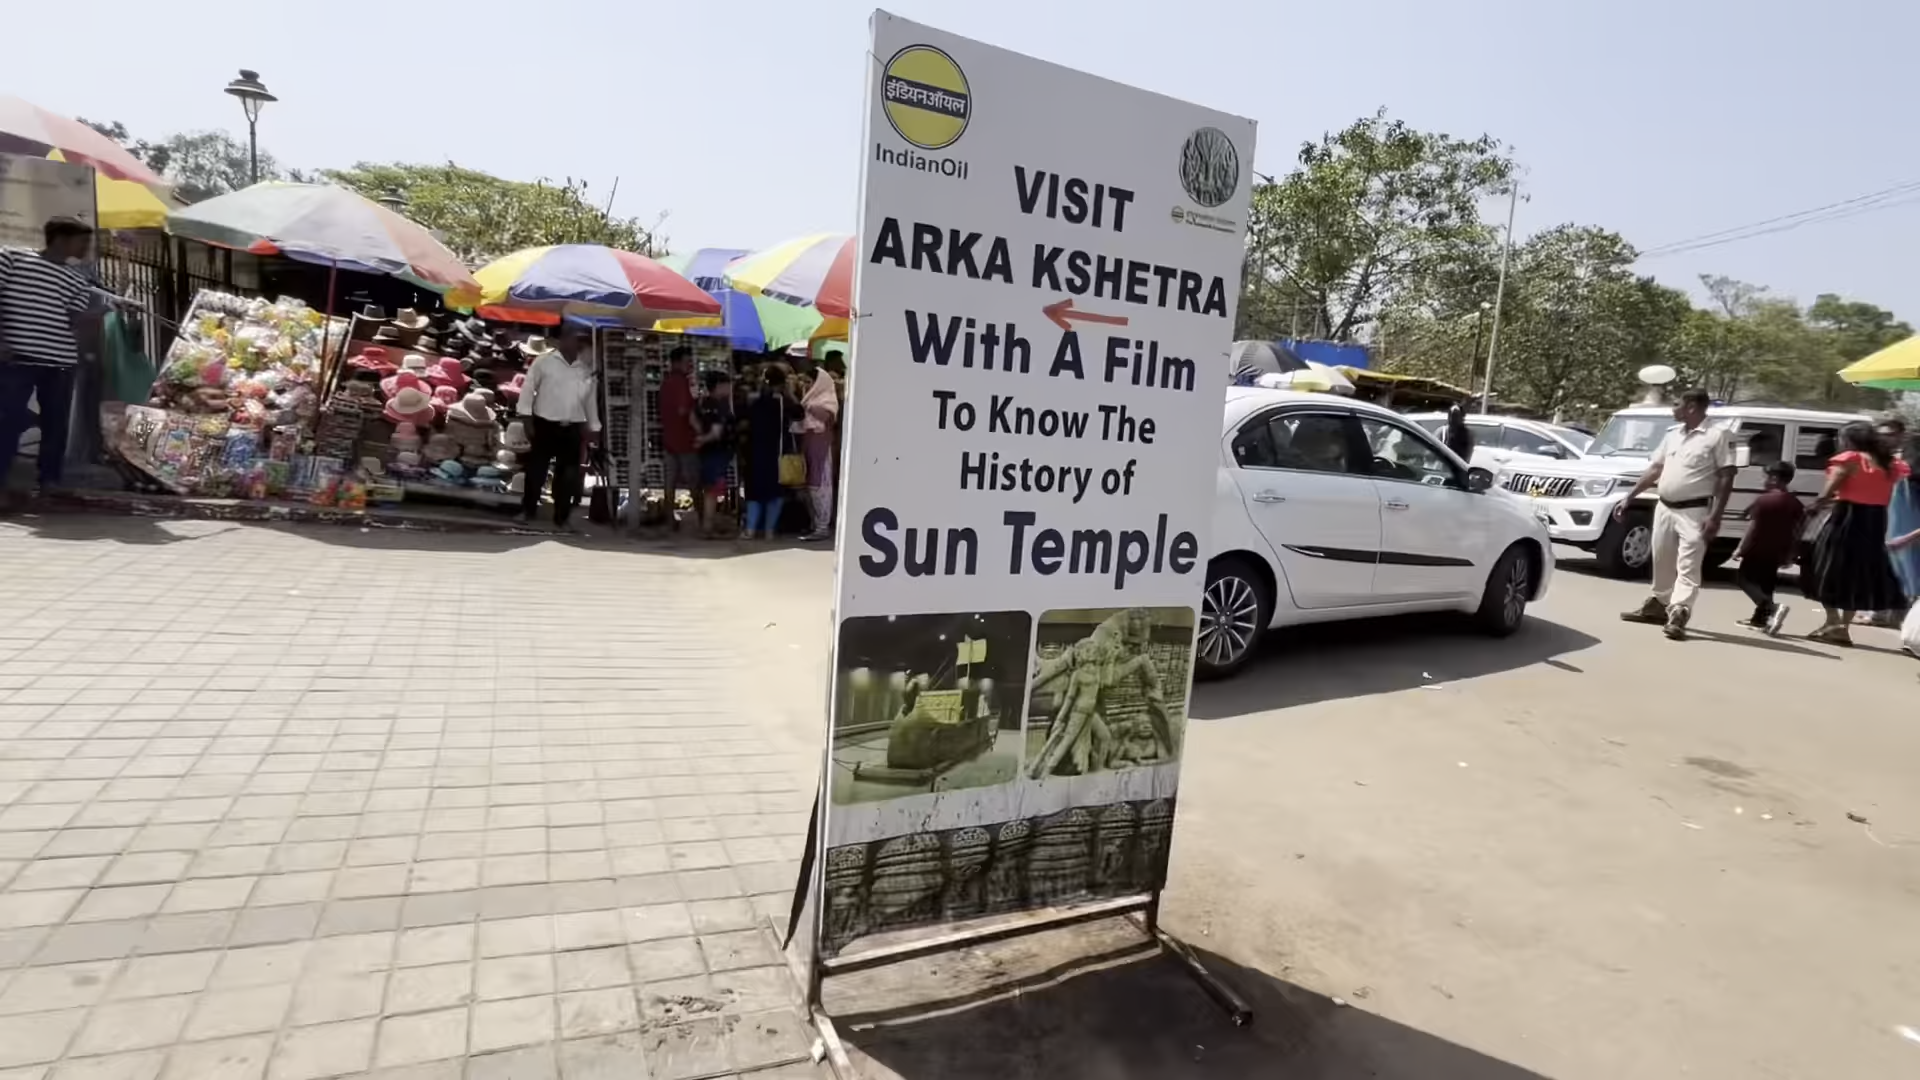 इंडियनऑयल
IndianOil
VISIT
ARKA KSHETRA
With A Film
To Know The
History of
Sun Temple